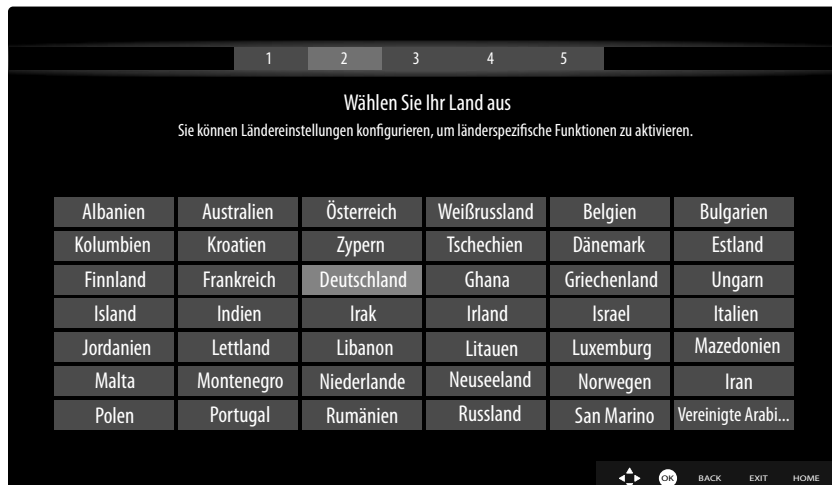 1 2 3 4 5
Wählen Sie Ihr Land aus
Sie können Ländereinstellungen konfigurieren, um länderspezifische Funktionen zu aktivieren.
Albanien Australien Österreich Weißrussland Belgien Bulgarien
Kolumbien Kroatien Zypern Tschechien Dänemark Estland
Finnland Frankreich Deutschland Ghana Griechenland Ungarn
Island Indien Irak Irland Israel Italien
Jordanien Lettland Libanon Litauen Luxemburg Mazedonien
Malta Montenegro Niederlande Neuseeland Norwegen Iran
Polen Portugal Rumänien Russland San Marino Vereinigte Arabi...
OK BACK EXIT HOME